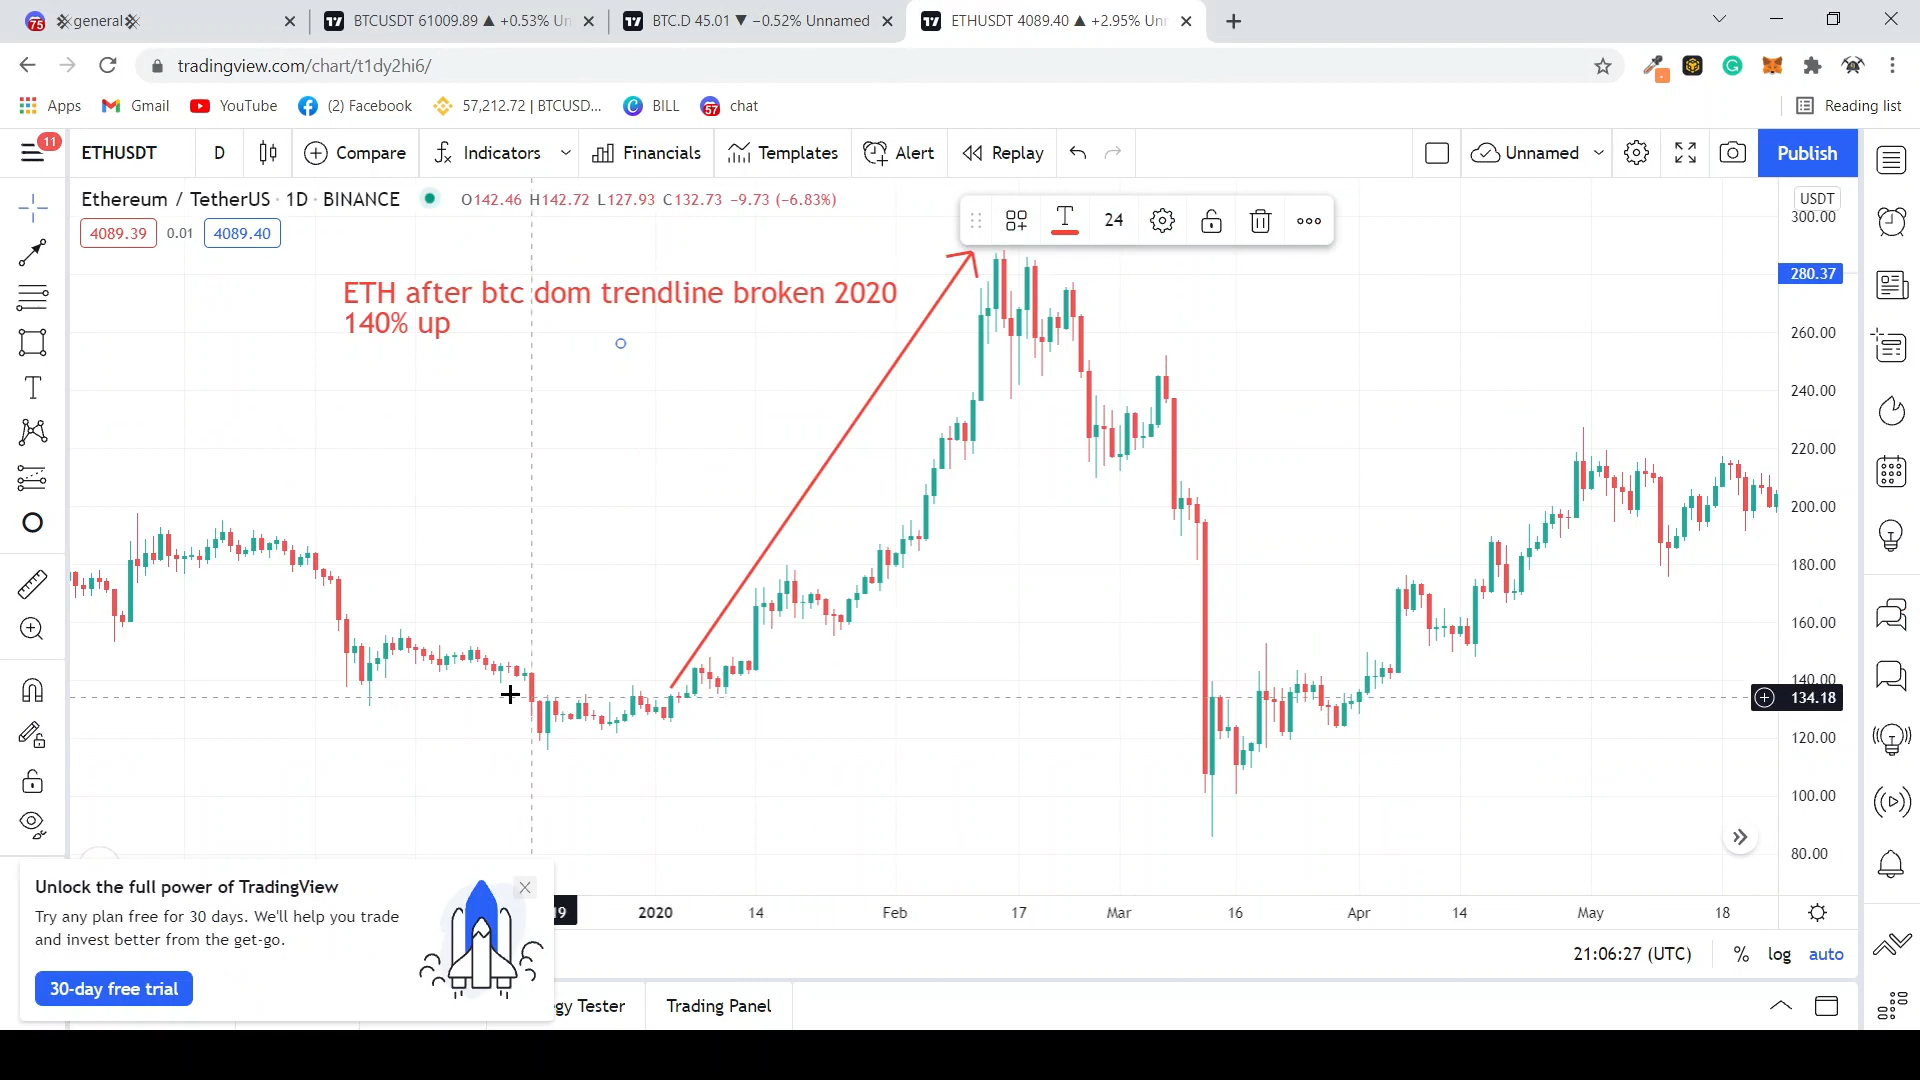 general
BTCUSDT 61009.89 ▲ +0.53% Un
BTC.D 45.01 ▼ −0.52% Unnamed
ETHUSDT 4089.40 ▲ +2.95% Unn
tradingview.com/chart/t1dy2hi6/
Apps
Gmail
YouTube
(2) Facebook
57,212.72 | BTCUSD...
BILL
57
chat
Reading list
11
ETHUSDT
D
Compare
Indicators
Financials
Templates
Alert
Replay
Unnamed
Publish
Ethereum / TetherUS · 1D · BINANCE
O142.46 H142.72 L127.93 C132.73 −9.73 (−6.83%)
USDT
4089.39
0.01
4089.40
24
ETH after btc dom trendline broken 2020
140% up
300.00
280.37
260.00
240.00
220.00
200.00
180.00
160.00
140.00
134.18
120.00
100.00
80.00
19
2020
14
Feb
17
Mar
16
Apr
14
May
18
Unlock the full power of TradingView
Try any plan free for 30 days. We'll help you trade
and invest better from the get-go.
30-day free trial
21:06:27 (UTC)
%
log
auto
gy Tester
Trading Panel